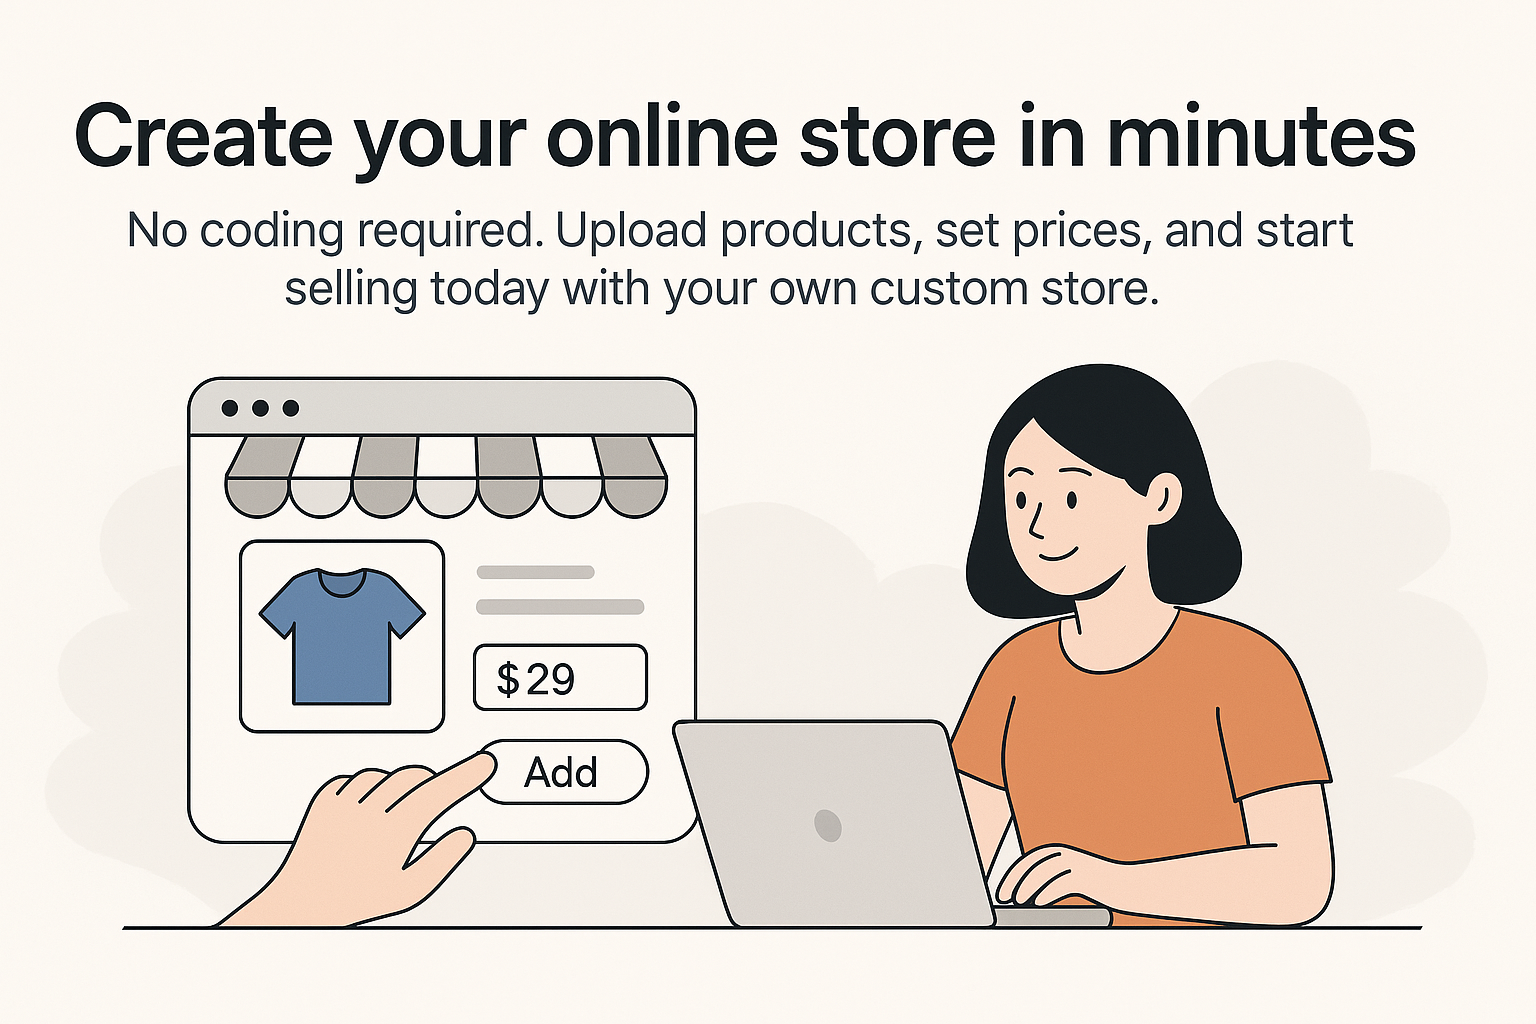 Create your online store in minutes
No coding required. Upload products, set prices, and start
selling today with your own custom store.
$29
Add